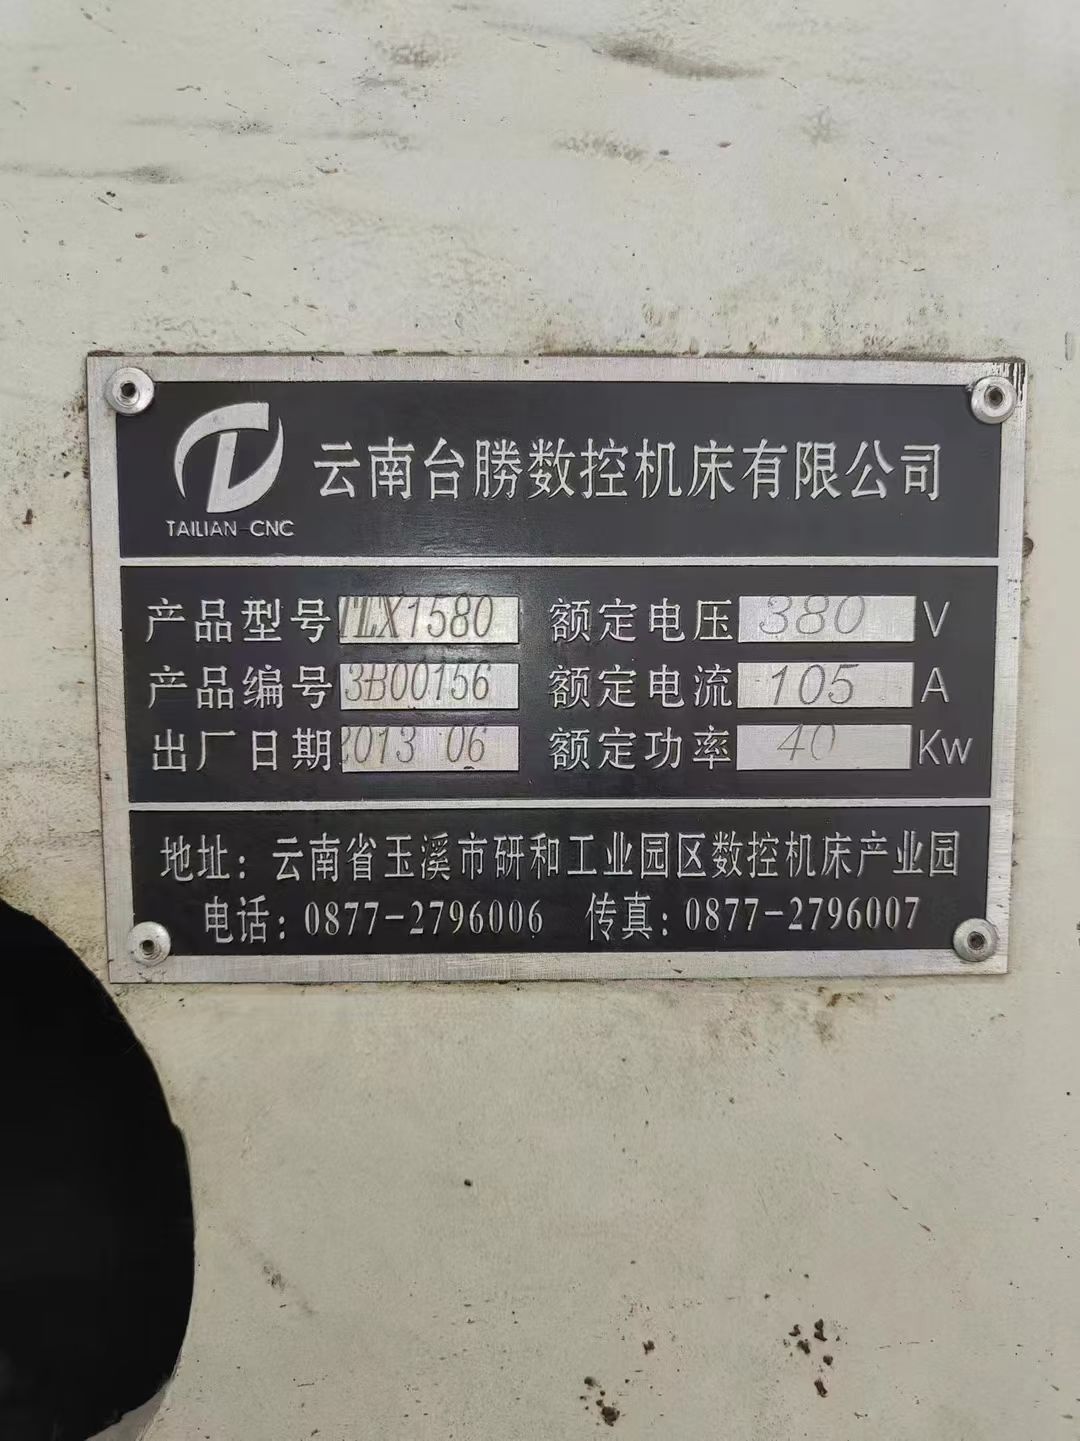 云南台勝数控机床有限公司
TAILIAN-CNC
产品型号 TLX1580 额定电压 380 V
产品编号 3B00156 额定电流 105 A
出厂日期 2013 06 额定功率 40 Kw
地址：云南省玉溪市研和工业园区数控机床产业园
电话：0877-2796006 传真：0877-2796007